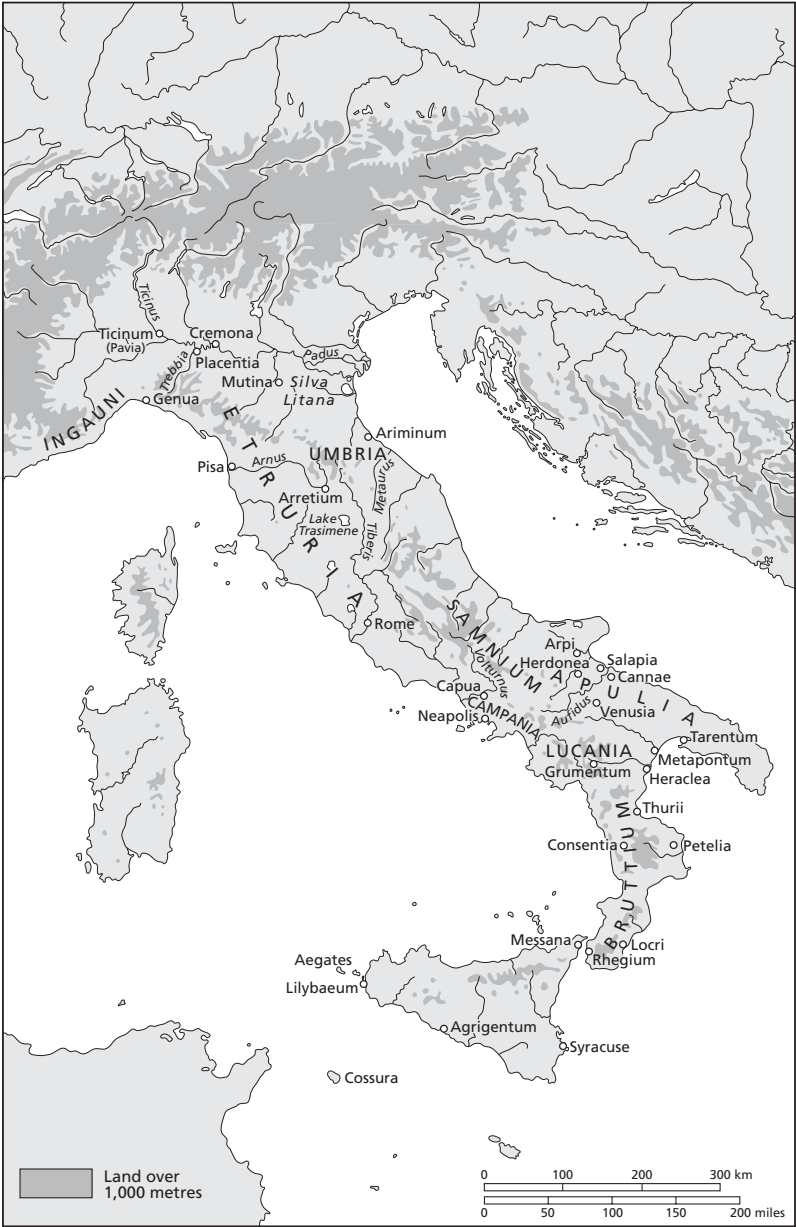 Ticinus
Ticinum
(Pavia)
Cremona
Trebbia
Placentia
Padus
Mutina
Silva
Litana
INGAUNI
Genua
ETRURIA
Ariminum
UMBRIA
Pisa
Arnus
Metaurus
Arretium
Lake
Trasimene
Tiberis
Rome
SAMNIUM
Arpi
Herdonea
Salapia
Cannae
APULIA
Volturnus
Capua
CAMPANIA
Neapolis
Aufidus
Venusia
Tarentum
LUCANIA
Metapontum
Grumentum
Heraclea
Thurii
BRUTTIUM
Consentia
Petelia
Messana
Locri
Rhegium
Aegates
Lilybaeum
Agrigentum
Syracuse
Cossura
Land over
1,000 metres
0 100 200 300 km
0 50 100 150 200 miles